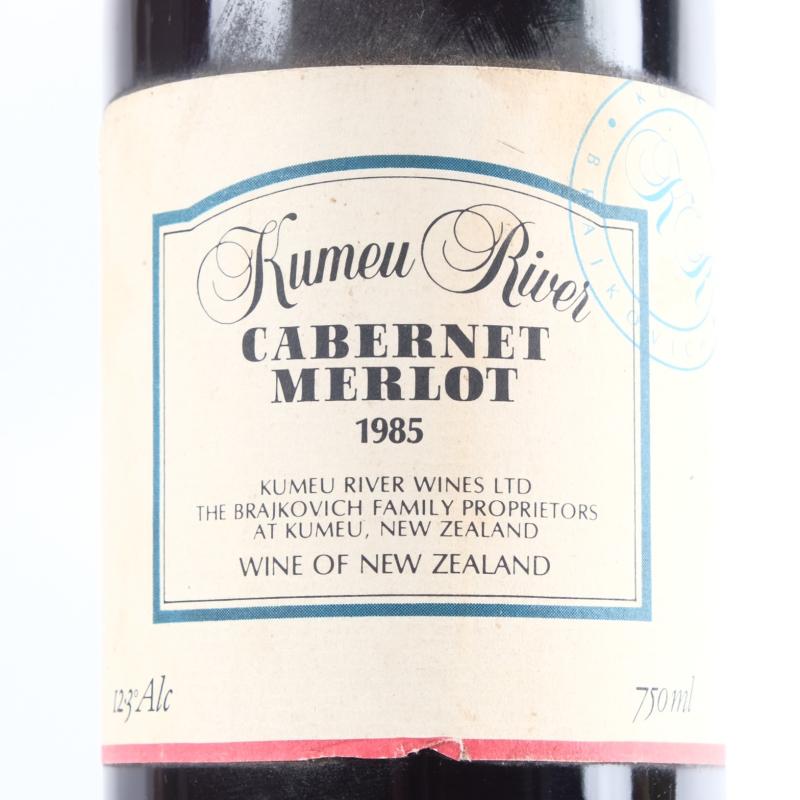 Kumeu River
CABERNET
MERLOT
1985
KUMEU RIVER WINES LTD
THE BRAJKOVICH FAMILY PROPRIETORS
AT KUMEU, NEW ZEALAND
WINE OF NEW ZEALAND
12·3° Alc
750ml
BRAJKOVICH